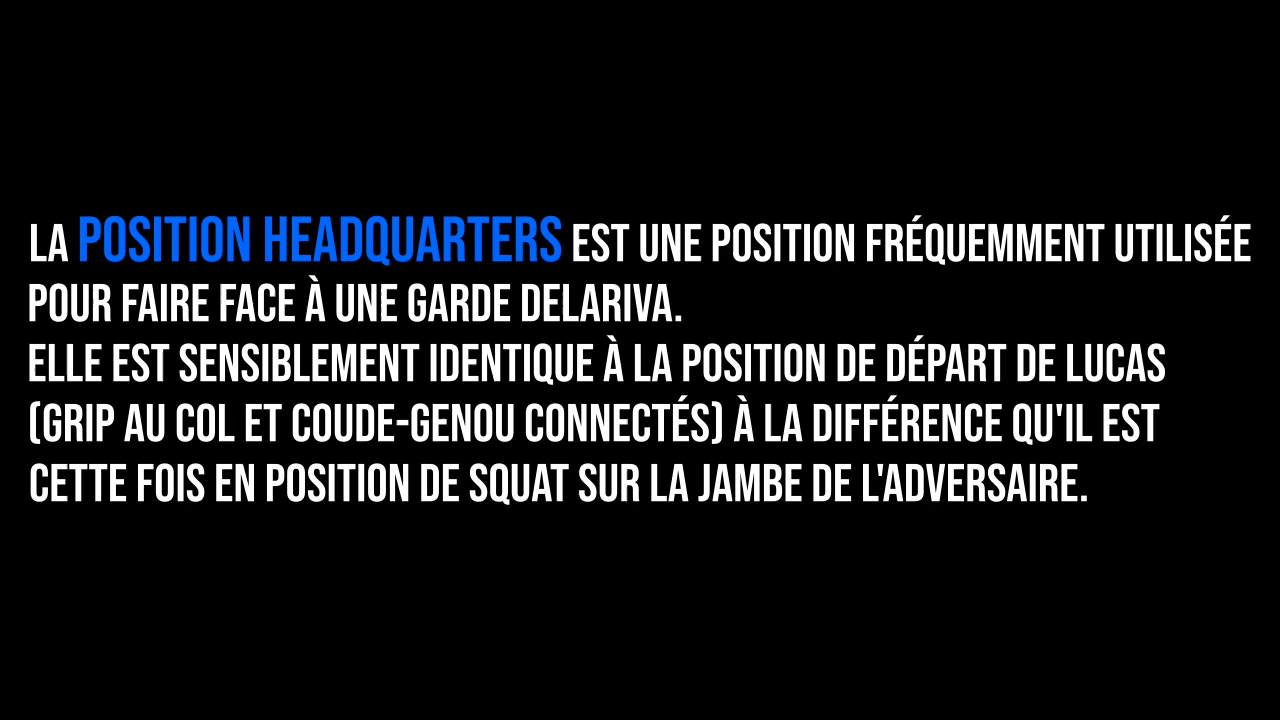 LA POSITION HEADQUARTERS EST UNE POSITION FRÉQUEMMENT UTILISÉE
POUR FAIRE FACE À UNE GARDE DELARIVA.
ELLE EST SENSIBLEMENT IDENTIQUE À LA POSITION DE DÉPART DE LUCAS
(GRIP AU COL ET COUDE-GENOU CONNECTÉS) À LA DIFFÉRENCE QU'IL EST
CETTE FOIS EN POSITION DE SQUAT SUR LA JAMBE DE L'ADVERSAIRE.